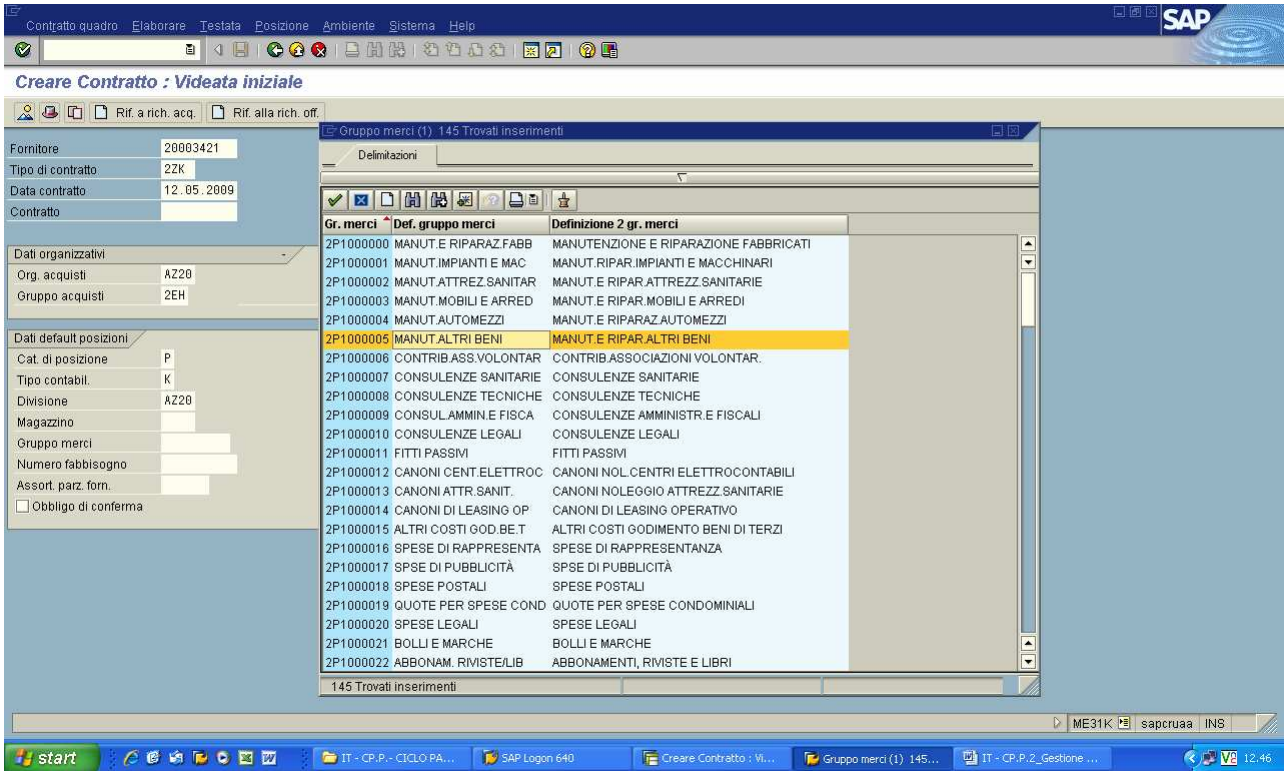 Contratto quadro Elaborare Testata Posizione Ambiente Sistema Help
SAP
Creare Contratto : Videata iniziale
Rif. a rich. acq. Rif. alla rich. off.
Fornitore 20003421
Tipo di contratto 2ZK
Data contratto 12.05.2009
Contratto
Dati organizzativi
Org. acquisti AZ20
Gruppo acquisti 2EH
Dati default posizioni
Cat. di posizione P
Tipo contabil. K
Divisione AZ20
Magazzino
Gruppo merci
Numero fabbisogno
Assort. parz. forn.
Obbligo di conferma
Gruppo merci (1) 145 Trovati inserimenti
Delimitazioni
Gr. merci Def. gruppo merci Definizione 2 gr. merci
2P1000000 MANUT.E RIPARAZ.FABB MANUTENZIONE E RIPARAZIONE FABBRICATI
2P1000001 MANUT.IMPIANTI E MAC MANUT.RIPAR.IMPIANTI E MACCHINARI
2P1000002 MANUT.ATTREZ.SANITAR MANUT.E RIPAR.ATTREZZ.SANITARIE
2P1000003 MANUT.MOBILI E ARRED MANUT.E RIPAR.MOBILI E ARREDI
2P1000004 MANUT.AUTOMEZZI MANUT.E RIPARAZ.AUTOMEZZI
2P1000005 MANUT.ALTRI BENI MANUT.E RIPAR.ALTRI BENI
2P1000006 CONTRIB.ASS.VOLONTAR CONTRIB.ASSOCIAZIONI VOLONTAR.
2P1000007 CONSULENZE SANITARIE CONSULENZE SANITARIE
2P1000008 CONSULENZE TECNICHE CONSULENZE TECNICHE
2P1000009 CONSUL.AMMIN.E FISCA CONSULENZE AMMINISTR.E FISCALI
2P1000010 CONSULENZE LEGALI CONSULENZE LEGALI
2P1000011 FITTI PASSIVI FITTI PASSIVI
2P1000012 CANONI CENT.ELETTROC CANONI NOL.CENTRI ELETTROCONTABILI
2P1000013 CANONI ATTR.SANIT. CANONI NOLEGGIO ATTREZZ.SANITARIE
2P1000014 CANONI DI LEASING OP CANONI DI LEASING OPERATIVO
2P1000015 ALTRI COSTI GOD.BE.T ALTRI COSTI GODIMENTO BENI DI TERZI
2P1000016 SPESE DI RAPPRESENTA SPESE DI RAPPRESENTANZA
2P1000017 SPSE DI PUBBLICITÀ SPSE DI PUBBLICITÀ
2P1000018 SPESE POSTALI SPESE POSTALI
2P1000019 QUOTE PER SPESE COND QUOTE PER SPESE CONDOMINIALI
2P1000020 SPESE LEGALI SPESE LEGALI
2P1000021 BOLLI E MARCHE BOLLI E MARCHE
2P1000022 ABBONAM. RIVISTE/LIB ABBONAMENTI, RIVISTE E LIBRI
145 Trovati inserimenti
ME31K sapcruaa INS
start IT - CP.P.- CICLO PA... SAP Logon 640 Creare Contratto : Vi... Gruppo merci (1) 145... IT - CP.P.2_Gestione ... 12.46